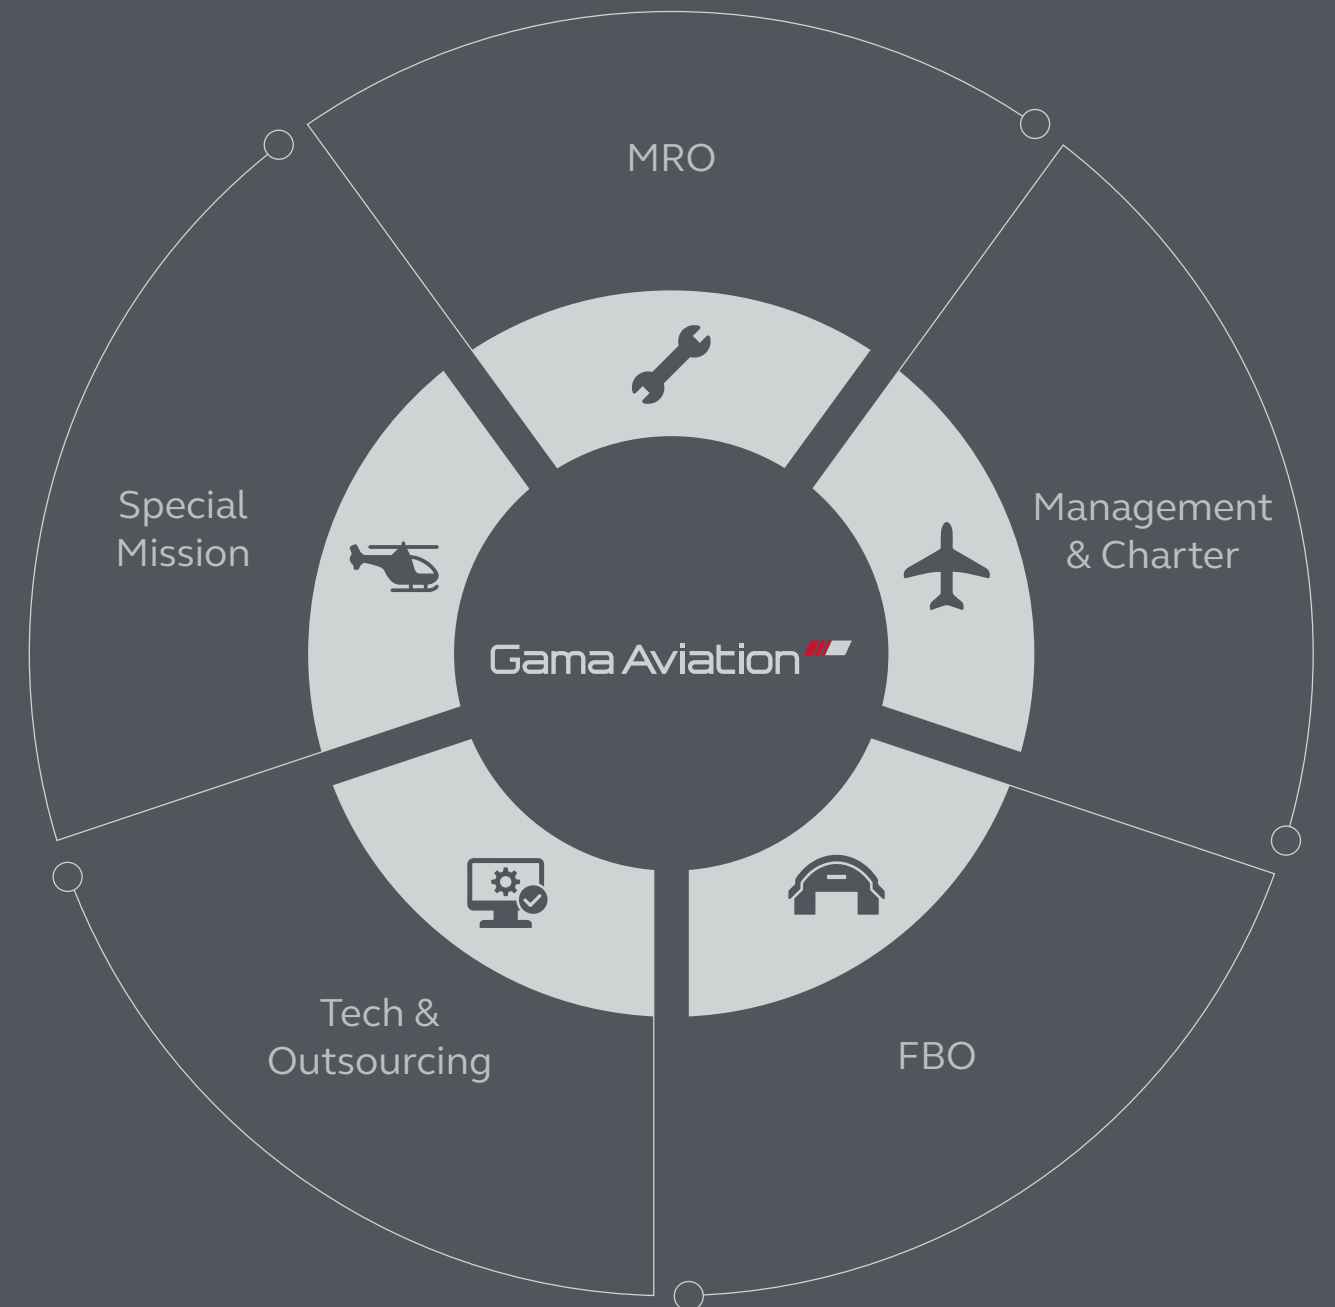 MRO
Special
Mission
Management
& Charter
Gama Aviation
Tech &
Outsourcing
FBO